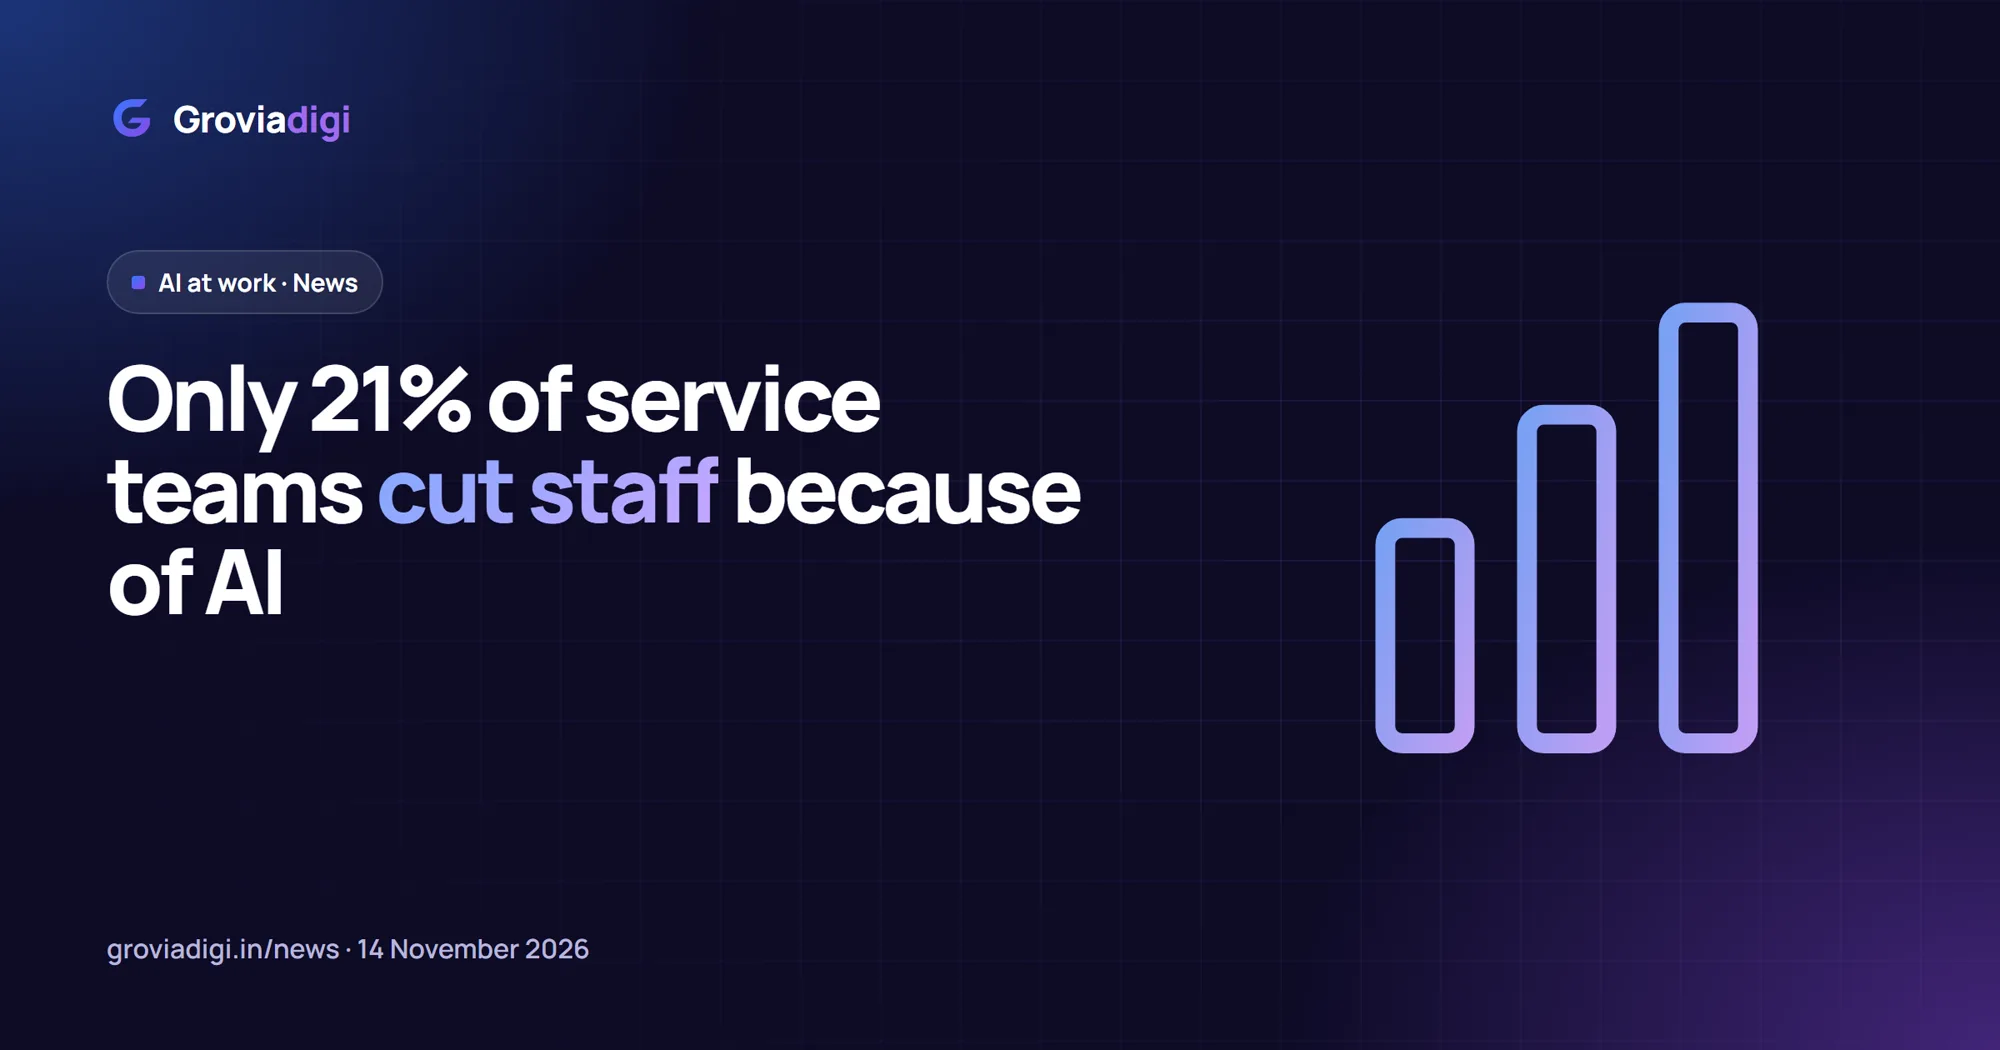 Groviadigi
AI at work · News
Only 21% of service
teams cut staff because
of AI
groviadigi.in/news · 14 November 2026